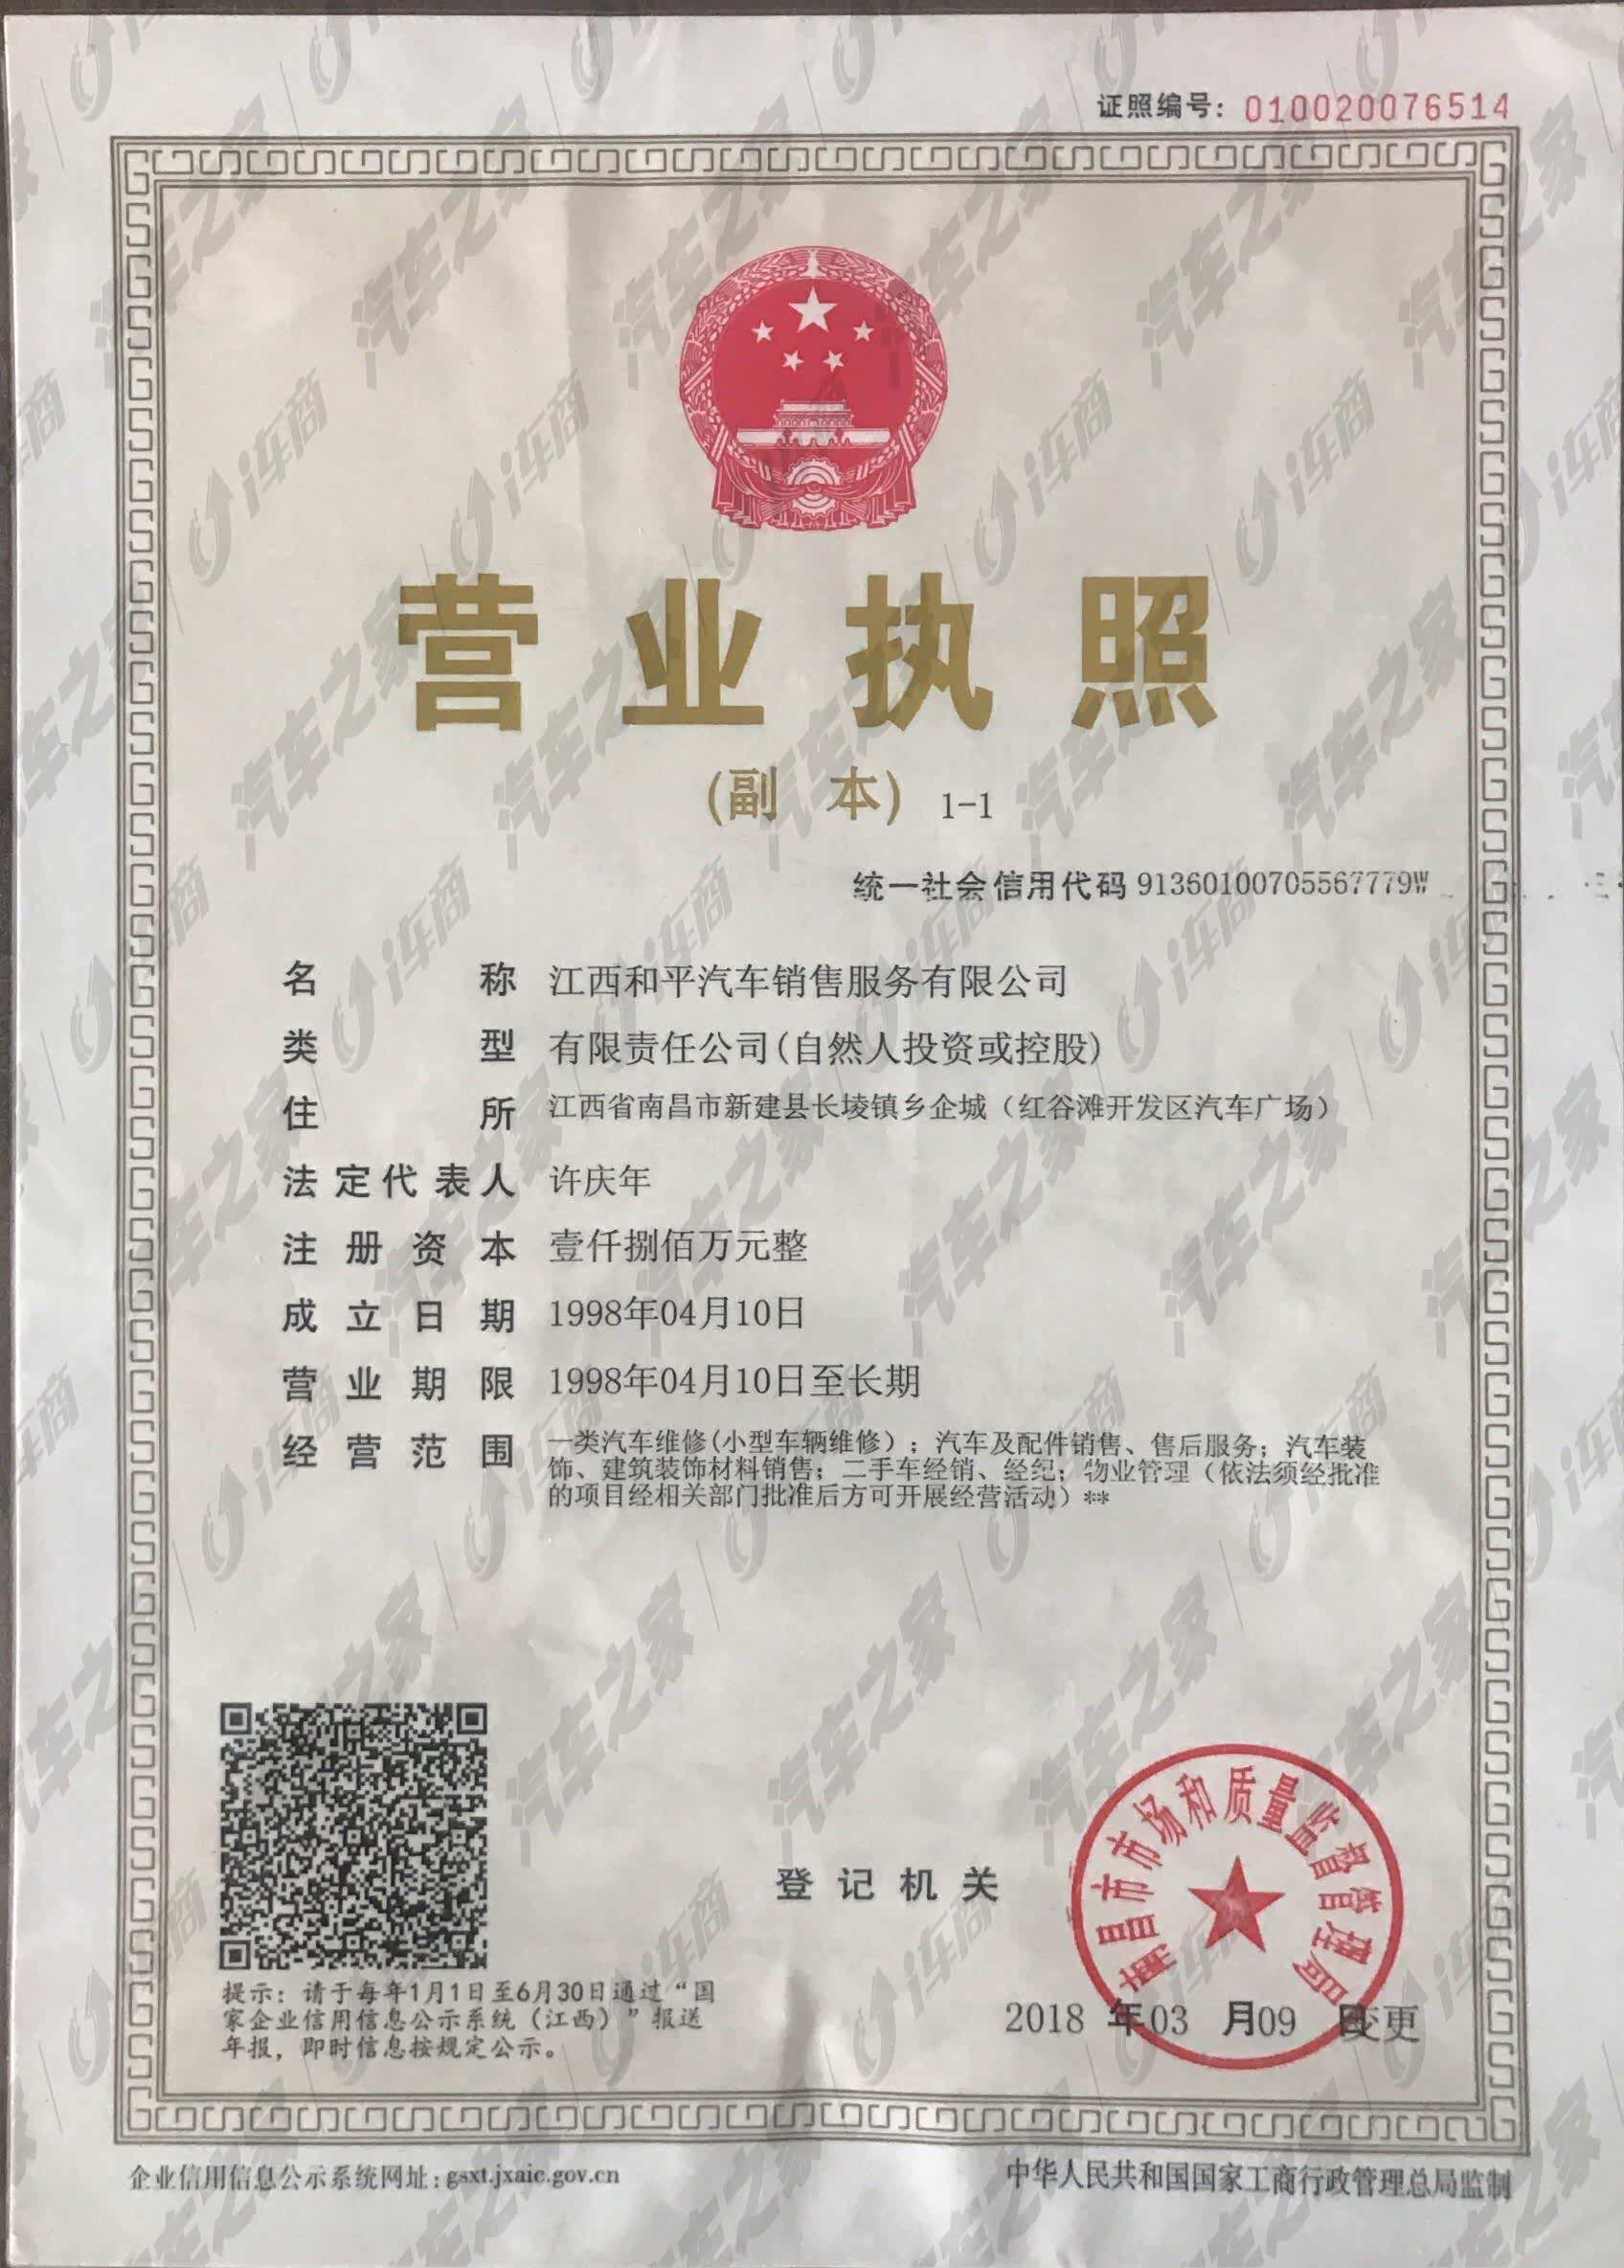 证照编号：010020076514
营业执照
(副 本) 1-1
统一社会信用代码 91360100705567779W
名称 江西和平汽车销售服务有限公司
类型 有限责任公司(自然人投资或控股)
住所 江西省南昌市新建县长堎镇乡企城（红谷滩开发区汽车广场）
法定代表人 许庆年
注册资本 壹仟捌佰万元整
成立日期 1998年04月10日
营业期限 1998年04月10日至长期
经营范围 一类汽车维修(小型车辆维修）；汽车及配件销售、售后服务；汽车装
饰、建筑装饰材料销售；二手车经销、经纪；物业管理（依法须经批准
的项目经相关部门批准后方可开展经营活动）**
南昌市市场和质量监督管理局
登记机关
2018 年03 月09 日变更
提示：请于每年1月1日至6月30日通过“国
家企业信用信息公示系统（江西）”报送
年报，即时信息按规定公示。
企业信用信息公示系统网址：gsxt.jxaic.gov.cn
中华人民共和国国家工商行政管理总局监制
汽车之家
i车商